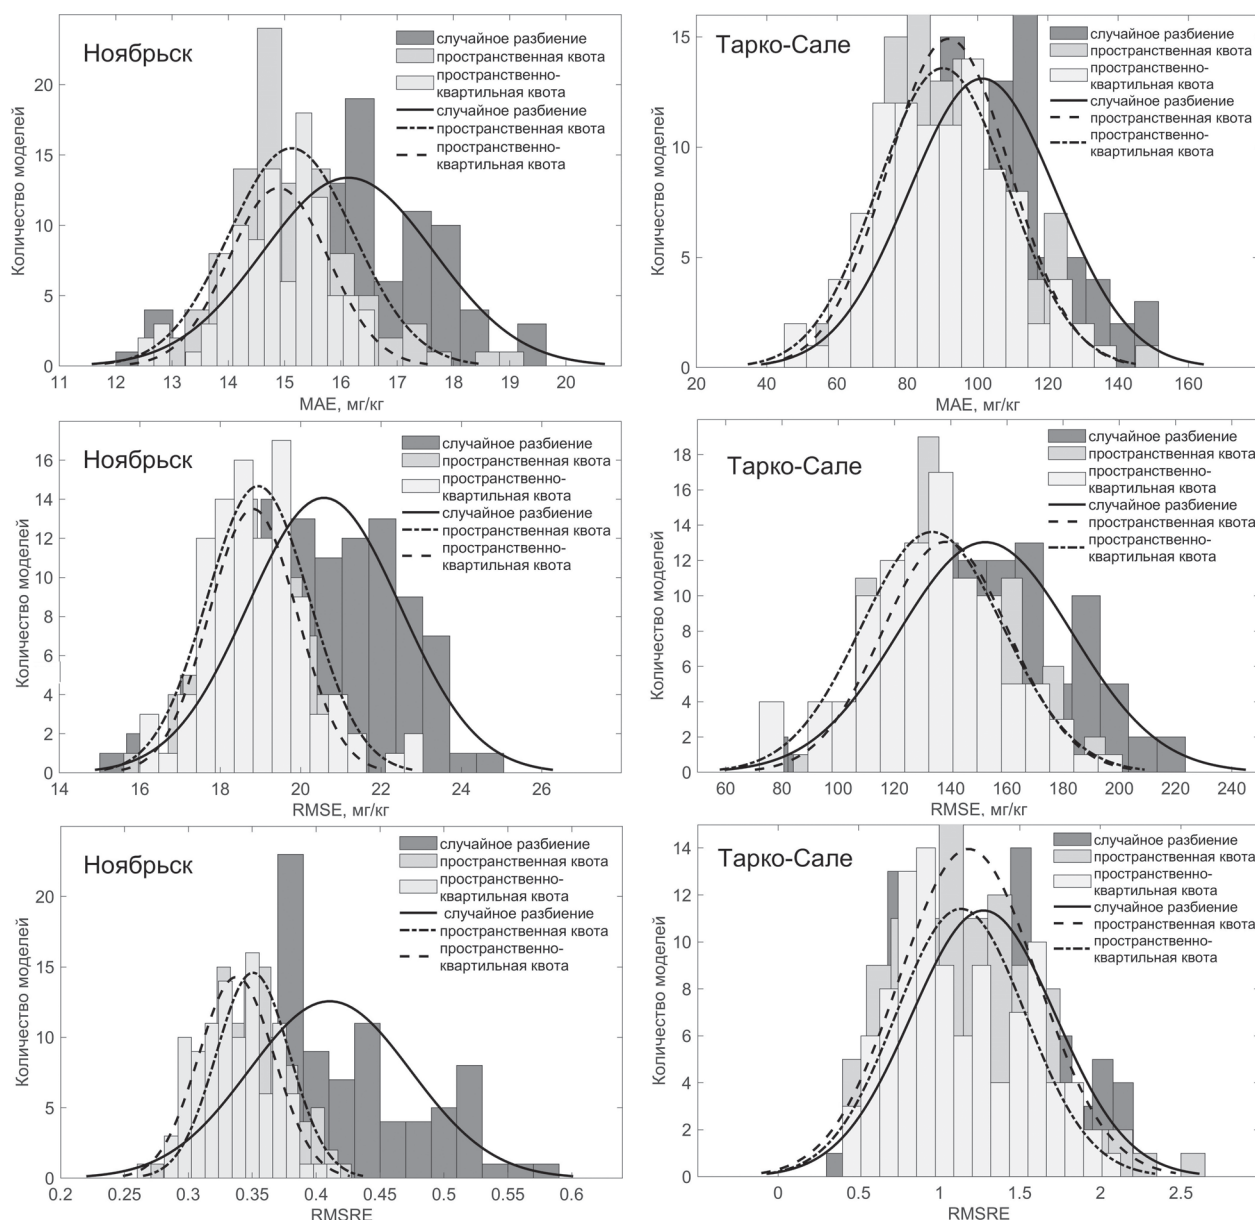 Ноябрьск
случайное разбиение
пространственная квота
пространственно-
квартильная квота
случайное разбиение
пространственная квота
пространственно-
квартильная квота
Количество моделей
20
15
10
5
0
11 12 13 14 15 16 17 18 19 20
MAE, мг/кг
Тарко-Сале
случайное разбиение
пространственная квота
пространственно-
квартильная квота
случайное разбиение
пространственная квота
пространственно-
квартильная квота
Количество моделей
15
10
5
0
20 40 60 80 100 120 140 160
MAE, мг/кг
Ноябрьск
случайное разбиение
пространственная квота
пространственно-
квартильная квота
случайное разбиение
пространственная квота
пространственно-
квартильная квота
Количество моделей
16
14
12
10
8
6
4
2
0
14 16 18 20 22 24 26
RMSE, мг/кг
Тарко-Сале
случайное разбиение
пространственная квота
пространственно-
квартильная квота
случайное разбиение
пространственная квота
пространственно-
квартильная квота
Количество моделей
18
16
14
12
10
8
6
4
2
0
60 80 100 120 140 160 180 200 220 240
RMSE, мг/кг
Ноябрьск
случайное разбиение
пространственная квота
пространственно-
квартильная квота
случайное разбиение
пространственная квота
пространственно-
квартильная квота
Количество моделей
20
15
10
5
0
0.2 0.25 0.3 0.35 0.4 0.45 0.5 0.55 0.6
RMSRE
Тарко-Сале
случайное разбиение
пространственная квота
пространственно-
квартильная квота
случайное разбиение
пространственная квота
пространственно-
квартильная квота
Количество моделей
14
12
10
8
6
4
2
0
0 0.5 1 1.5 2 2.5
RMSRE